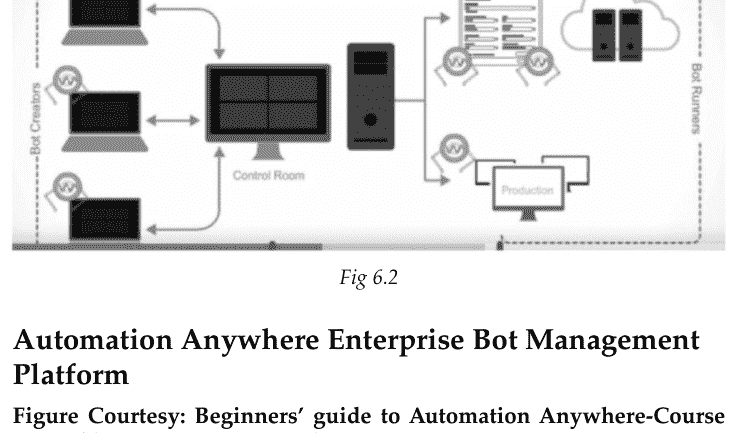 Bot Creators
Bot Runners
Control Room
Production
Fig 6.2
Automation Anywhere Enterprise Bot Management
Platform
Figure Courtesy: Beginners' guide to Automation Anywhere-Course